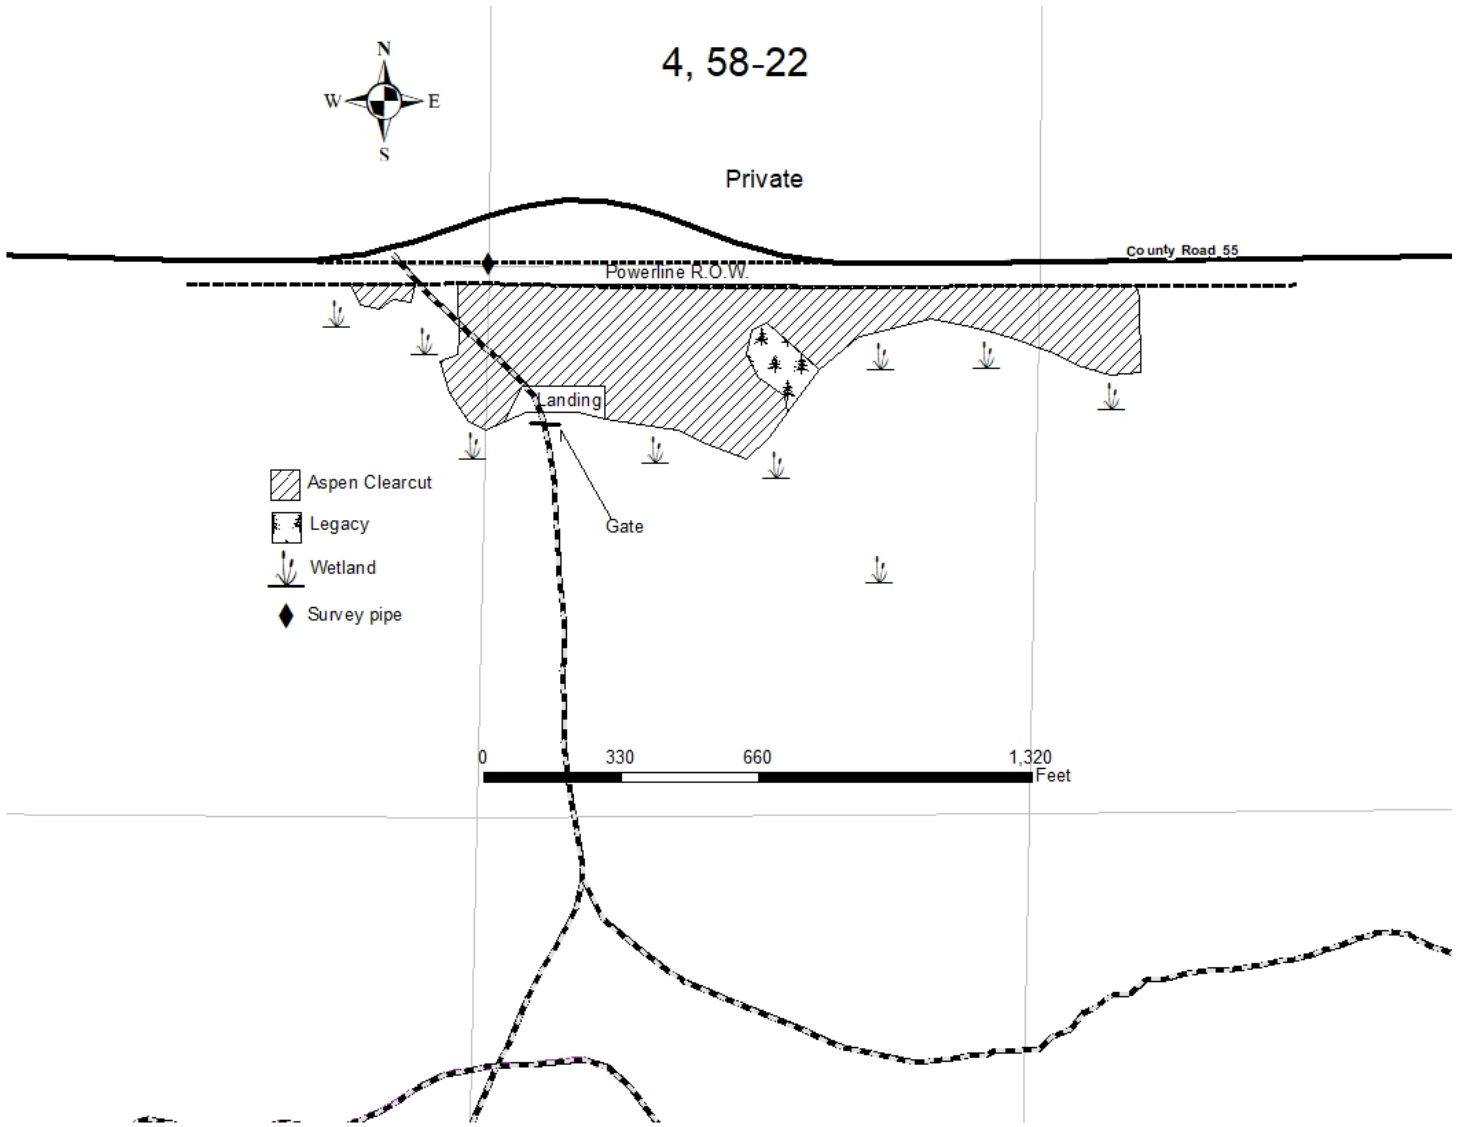 N
W E
S
4, 58-22
Private
County Road 55
Powerline R.O.W.
Landing
Gate
Aspen Clearcut
Legacy
Wetland
Survey pipe
0 330 660 1,320
Feet